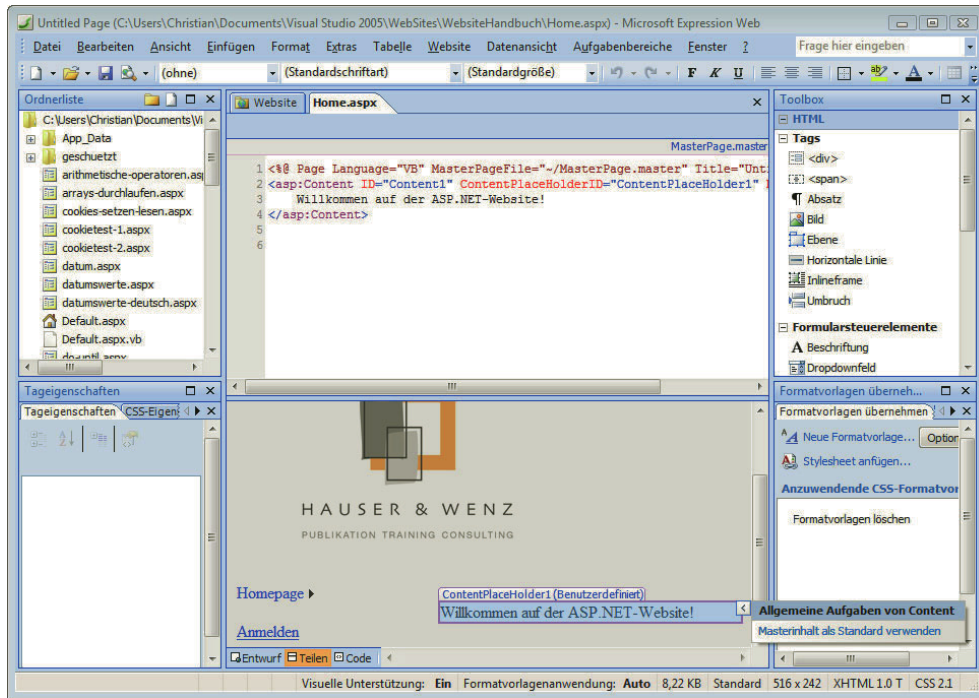 Untitled Page (C:\Users\Christian\Documents\Visual Studio 2005\WebSites\WebsiteHandbuch\Home.aspx) - Microsoft Expression Web
Datei Bearbeiten Ansicht Einfügen Format Extras Tabelle Website Datenansicht Aufgabenbereiche Fenster ? Frage hier eingeben
(ohne) (Standardschriftart) (Standardgröße) F K U
Ordnerliste
C:\Users\Christian\Documents\Vi
App_Data
geschuetzt
arithmetische-operatoren.asp
arrays-durchlaufen.aspx
cookies-setzen-lesen.aspx
cookietest-1.aspx
cookietest-2.aspx
datum.aspx
datumswerte.aspx
datumswerte-deutsch.aspx
Default.aspx
Default.aspx.vb
do-until.aspx
Tageigenschaften
Tageigenschaften CSS-Eigen
Website Home.aspx
MasterPage.master
1 <%@ Page Language="VB" MasterPageFile="~/MasterPage.master" Title="Unt
2 <asp:Content ID="Content1" ContentPlaceHolderID="ContentPlaceHolder1"
3 Willkommen auf der ASP.NET-Website!
4 </asp:Content>
5
6
HAUSER & WENZ
PUBLIKATION TRAINING CONSULTING
Homepage
ContentPlaceHolder1 (Benutzerdefiniert)
Willkommen auf der ASP.NET-Website!
Anmelden
Allgemeine Aufgaben von Content
Masterinhalt als Standard verwenden
Entwurf Teilen Code
Toolbox
HTML
Tags
<div>
<span>
Absatz
Bild
Ebene
Horizontale Linie
Inlineframe
Umbruch
Formularsteuerelemente
Beschriftung
Dropdownfeld
Formatvorlagen überneh...
Formatvorlagen übernehmen
Neue Formatvorlage... Option
Stylesheet anfügen...
Anzuwendende CSS-Formatvor
Formatvorlagen löschen
Visuelle Unterstützung: Ein Formatvorlagenanwendung: Auto 8,22 KB Standard 516 x 242 XHTML 1.0 T CSS 2.1